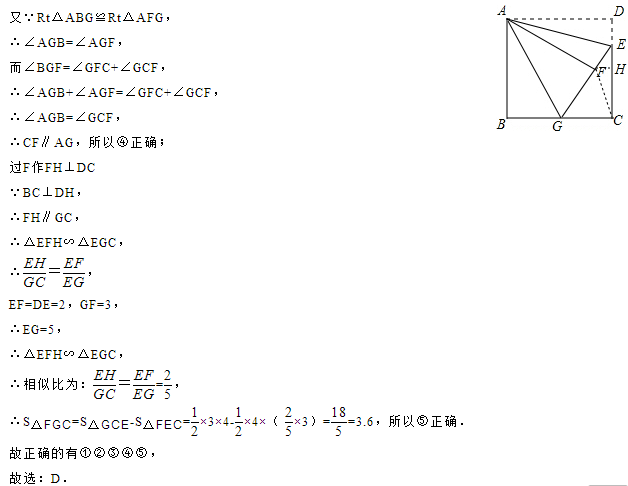 又∵Rt△ABG≌Rt△AFG,
∴∠AGB=∠AGF,
而∠BGF=∠GFC+∠GCF,
∴∠AGB+∠AGF=∠GFC+∠GCF,
∴∠AGB=∠GCF,
∴CF∥AG,所以④正确;
过F作FH⊥DC
∵BC⊥DH,
∴FH∥GC,
∴△EFH∽△EGC,
∴EH/GC=EF/EG,
EF=DE=2,GF=3,
∴EG=5,
∴△EFH∽△EGC,
∴相似比为:EH/GC=EF/EG=2/5,
∴S△FGC=S△GCE-S△FEC=1/2×3×4-1/2×4×(2/5×3)=18/5=3.6,所以⑤正确.
故正确的有①②③④⑤,
故选:D.
A
D
E
F
H
B
G
C